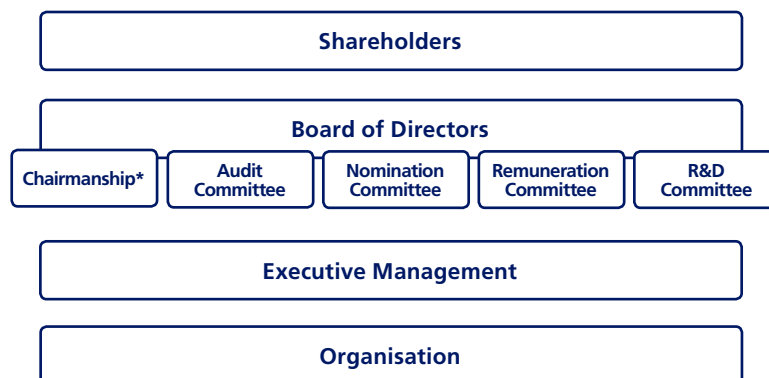 Shareholders
Board of Directors
Chairmanship*
Audit
Committee
Nomination
Committee
Remuneration
Committee
R&D
Committee
Executive Management
Organisation